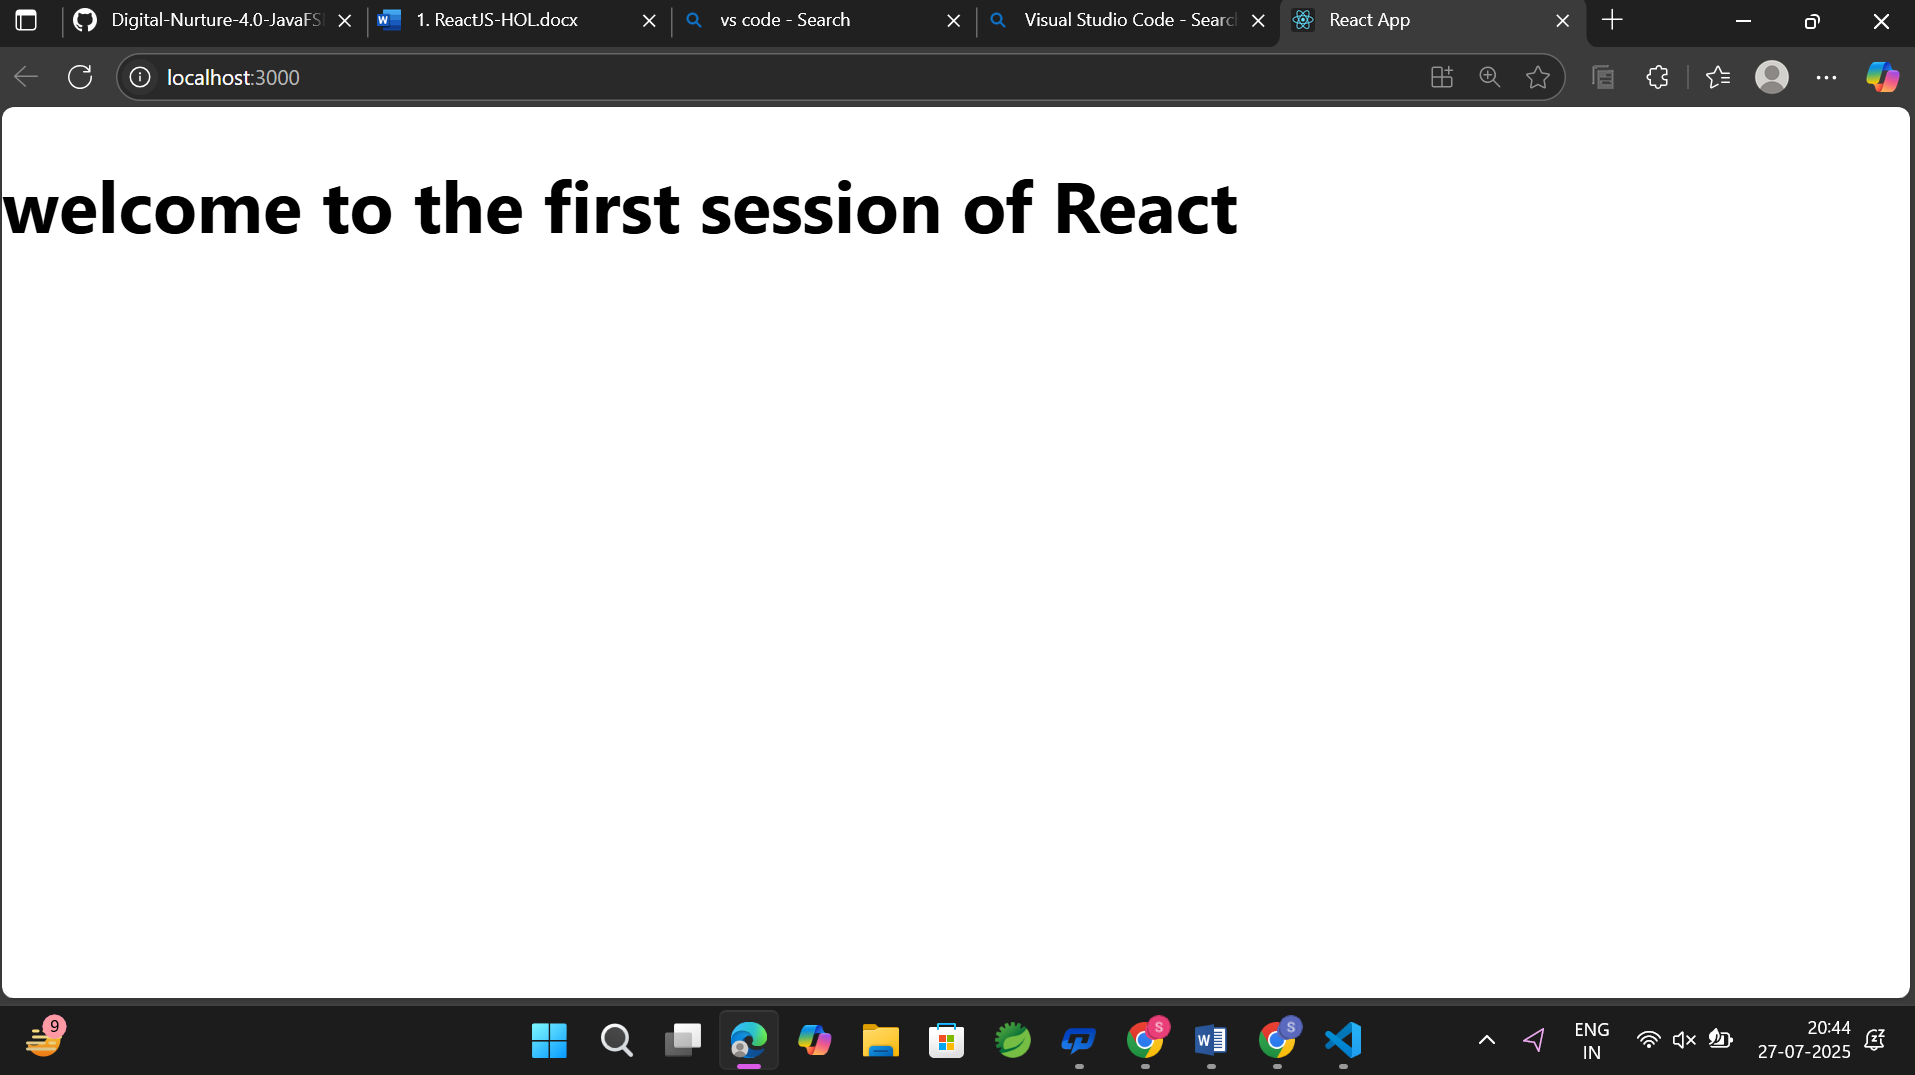 Digital-Nurture-4.0-JavaFS
1. ReactJS-HOL.docx
vs code - Search
Visual Studio Code - Searc
React App
localhost:3000
welcome to the first session of React
9
S
S
ENG
IN
20:44
27-07-2025